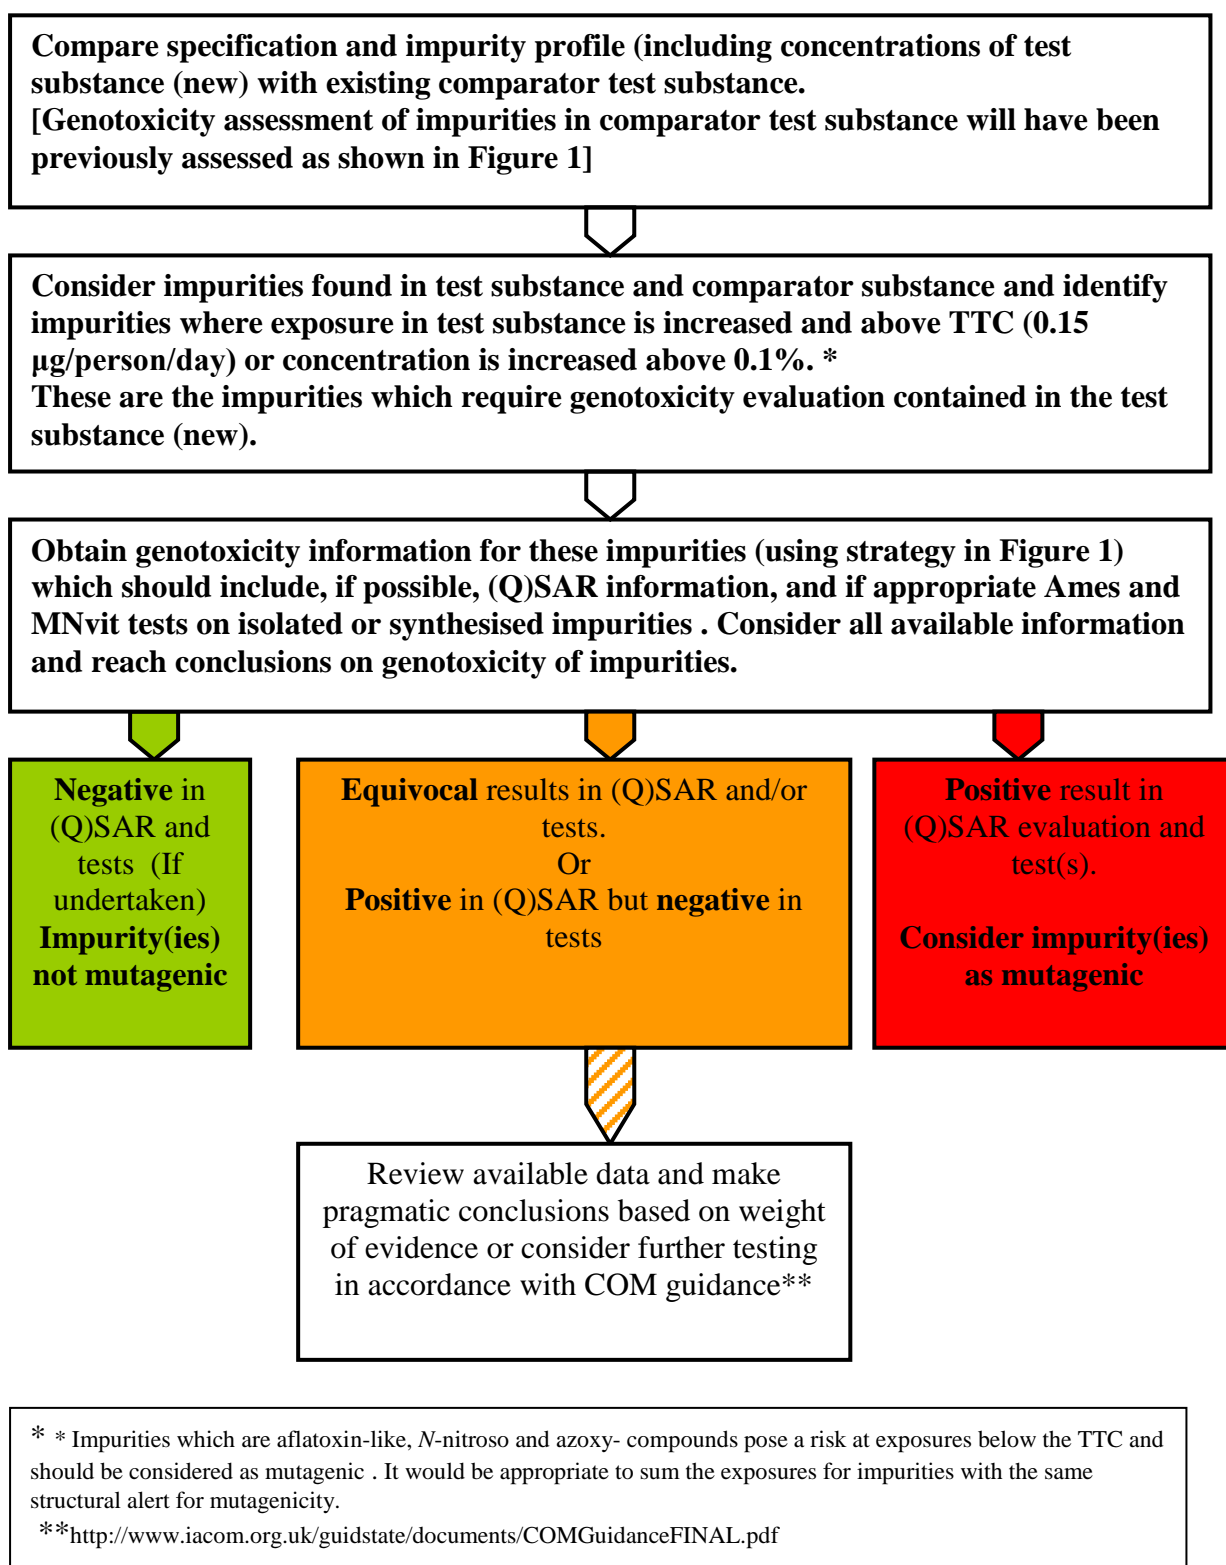 Compare specification and impurity profile (including concentrations of test
substance (new) with existing comparator test substance.
[Genotoxicity assessment of impurities in comparator test substance will have been
previously assessed as shown in Figure 1]
Consider impurities found in test substance and comparator substance and identify
impurities where exposure in test substance is increased and above TTC (0.15
µg/person/day) or concentration is increased above 0.1%. *
These are the impurities which require genotoxicity evaluation contained in the test
substance (new).
Obtain genotoxicity information for these impurities (using strategy in Figure 1)
which should include, if possible, (Q)SAR information, and if appropriate Ames and
MNvit tests on isolated or synthesised impurities . Consider all available information
and reach conclusions on genotoxicity of impurities.
Negative in
(Q)SAR and
tests (If
undertaken)
Impurity(ies)
not mutagenic
Equivocal results in (Q)SAR and/or
tests.
Or
Positive in (Q)SAR but negative in
tests
Positive result in
(Q)SAR evaluation and
test(s).
Consider impurity(ies)
as mutagenic
Review available data and make
pragmatic conclusions based on weight
of evidence or consider further testing
in accordance with COM guidance**
* * Impurities which are aflatoxin-like, N-nitroso and azoxy- compounds pose a risk at exposures below the TTC and
should be considered as mutagenic . It would be appropriate to sum the exposures for impurities with the same
structural alert for mutagenicity.
**http://www.iacom.org.uk/guidstate/documents/COMGuidanceFINAL.pdf